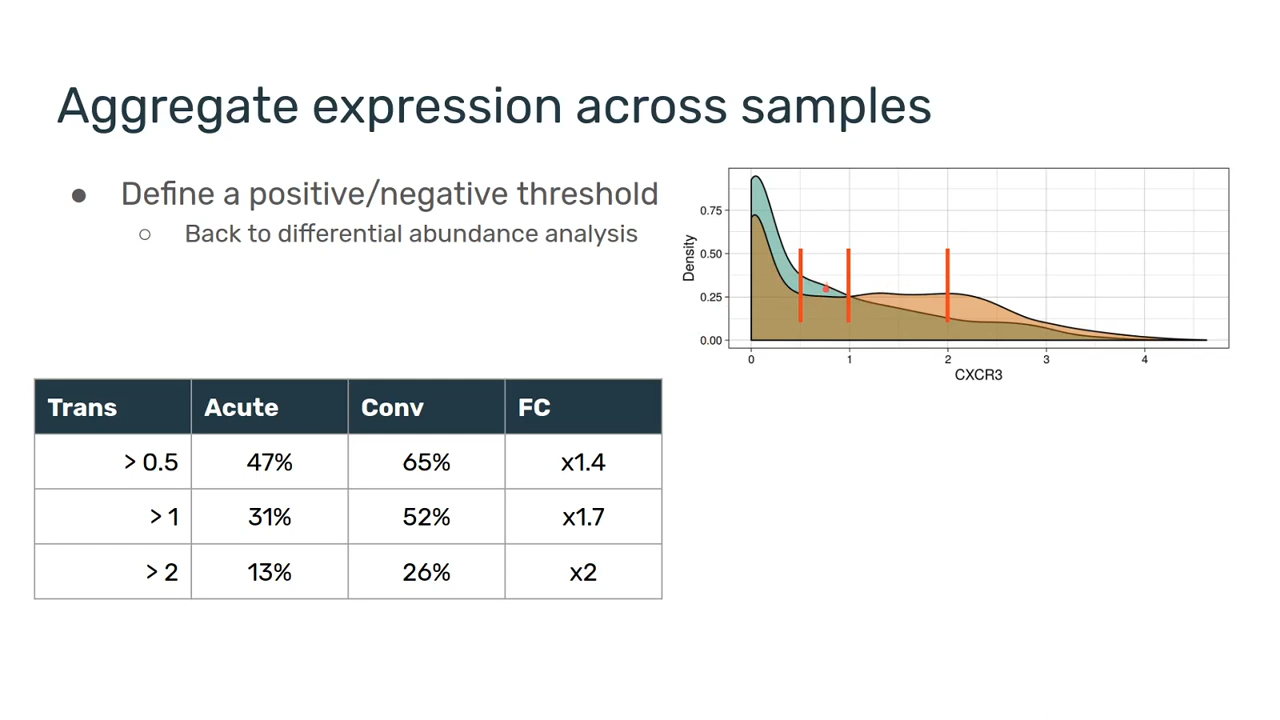 Aggregate expression across samples
● Define a positive/negative threshold
○ Back to differential abundance analysis
Density
0.75
0.50
0.25
0.00
0 1 2 3 4
CXCR3
Trans Acute Conv FC
> 0.5 47% 65% x1.4
> 1 31% 52% x1.7
> 2 13% 26% x2